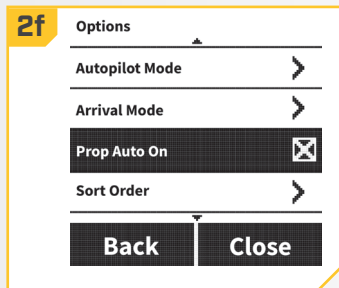 2f
Options
Autopilot Mode
Arrival Mode
Prop Auto On
Sort Order
Back Close